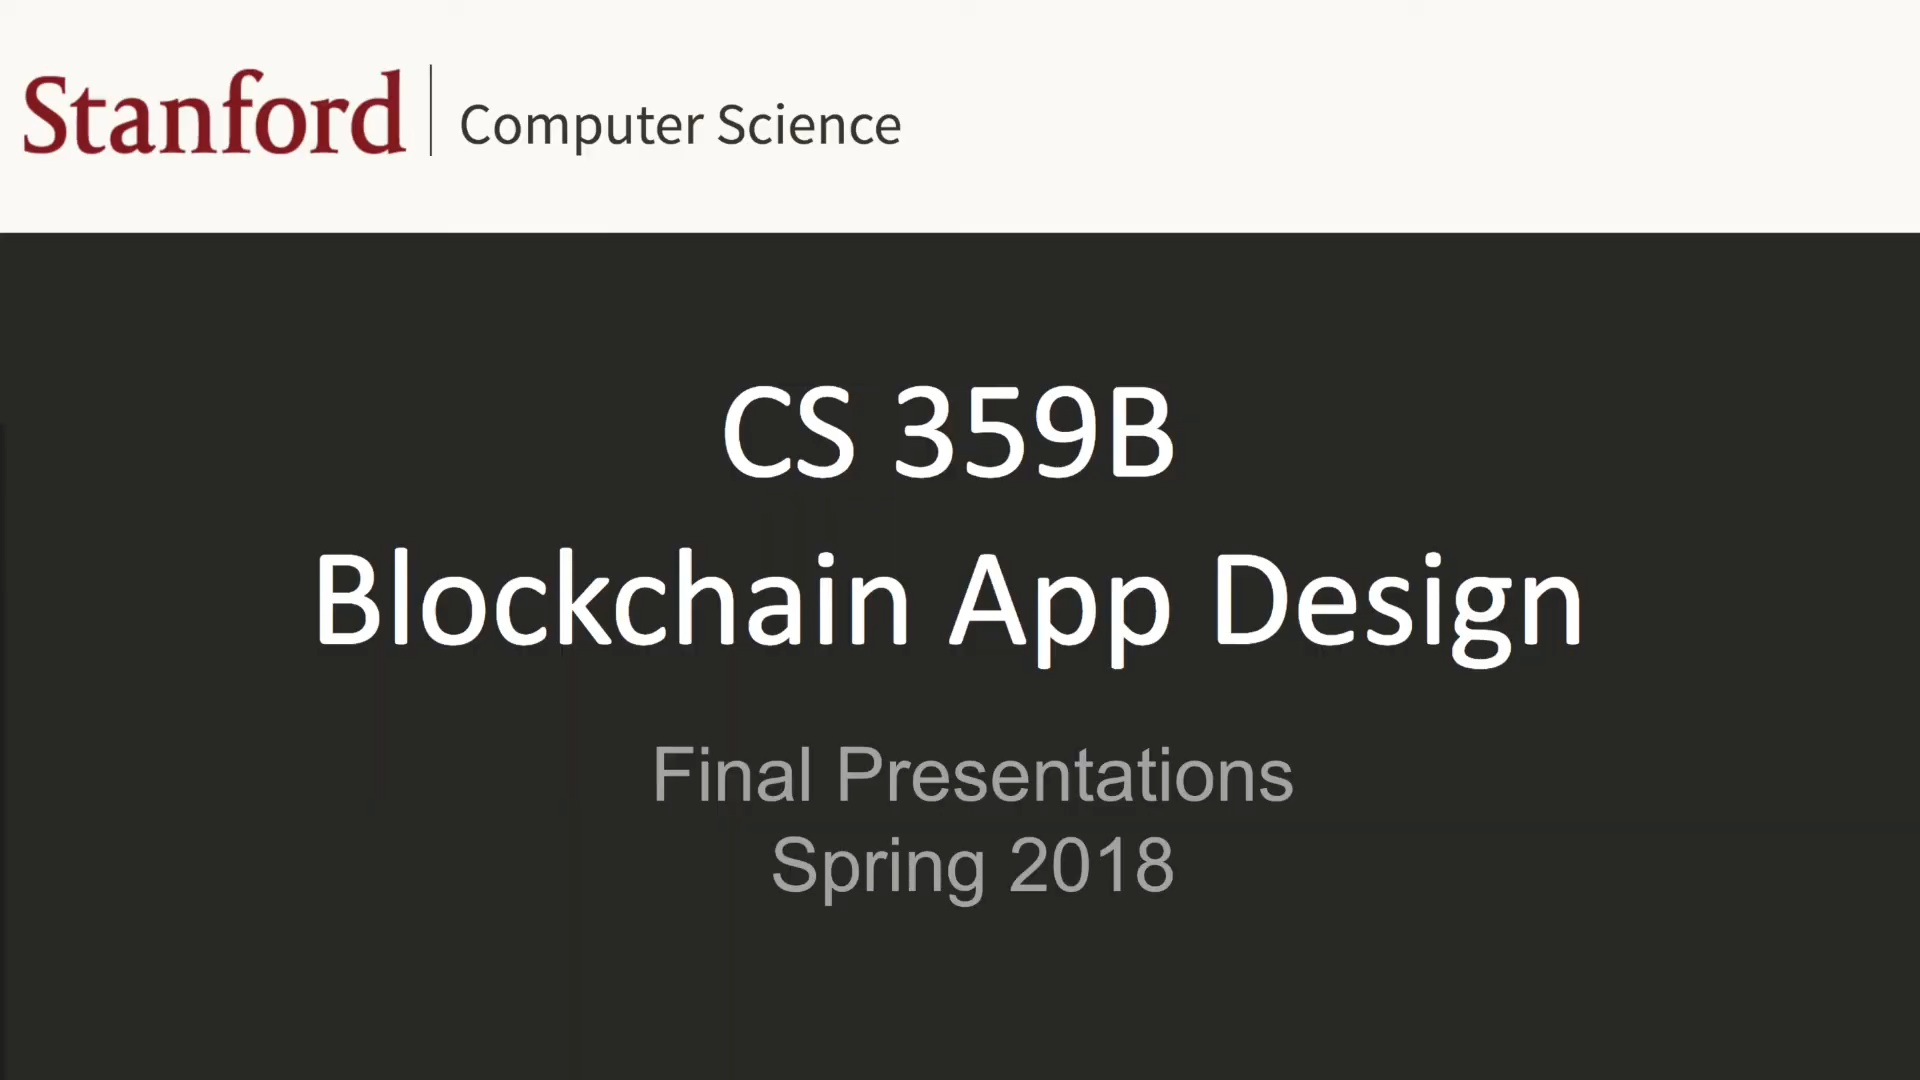 Stanford | Computer Science
CS 359B
Blockchain App Design
Final Presentations
Spring 2018